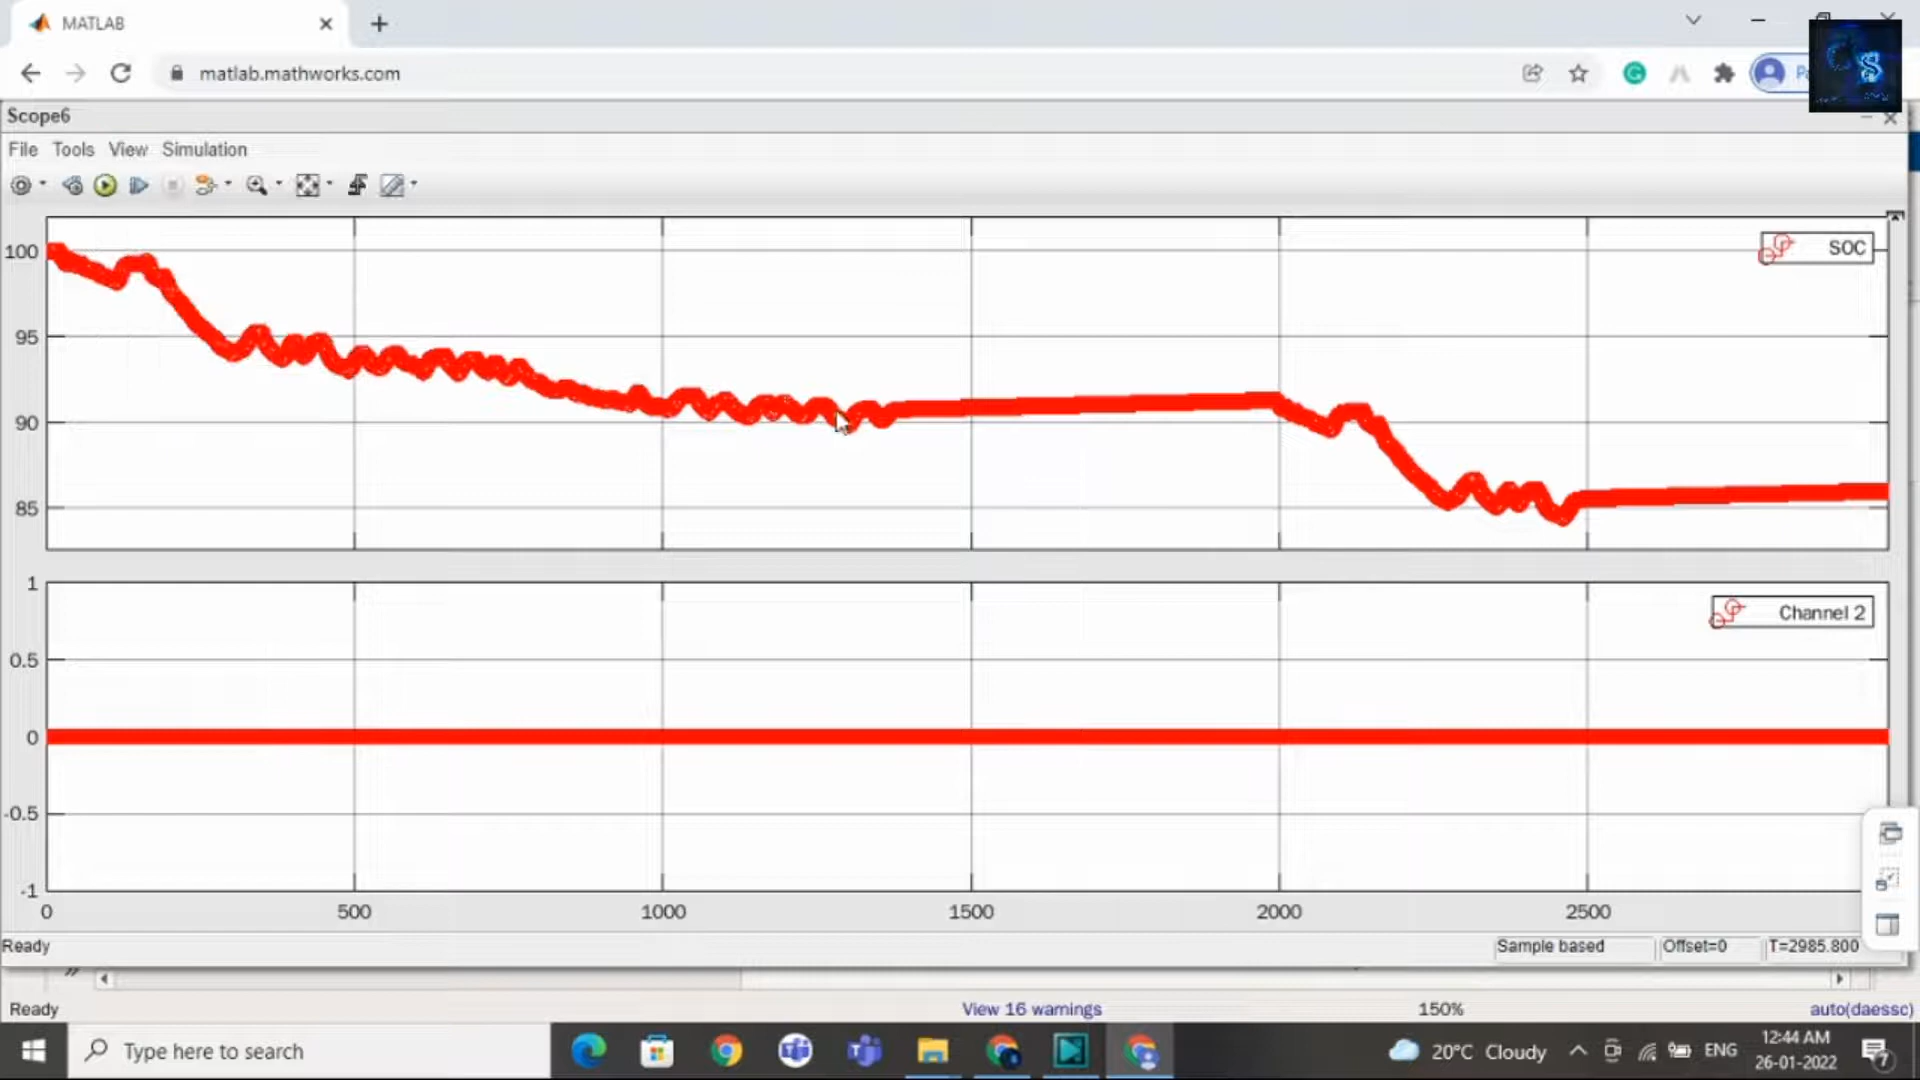 MATLAB
matlab.mathworks.com
Scope6
File Tools View Simulation
100
95
90
85
SOC
1
0.5
0
-0.5
-1
Channel 2
0 500 1000 1500 2000 2500
Ready Sample based Offset=0 T=2985.800
Ready View 16 warnings 150% auto(daessc)
Type here to search
20°C Cloudy
ENG
12:44 AM
26-01-2022
7